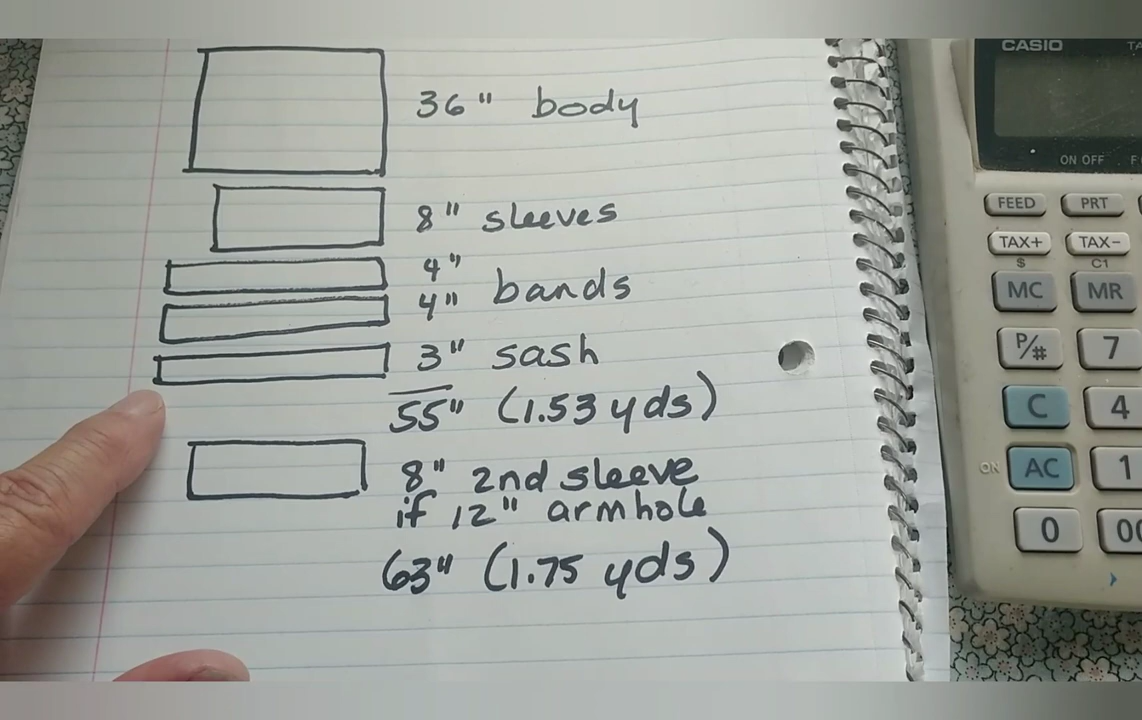 36" body
8" sleeves
4"
4" bands
3" sash
55" (1.53 yds)
8" 2nd sleeve
if 12" armhole
63" (1.75 yds)
CASIO
TA
ON OFF F
FEED PRT
TAX+ TAX-
$ C1
MC MR
P/# 7
C 4
ON AC 1
0 00